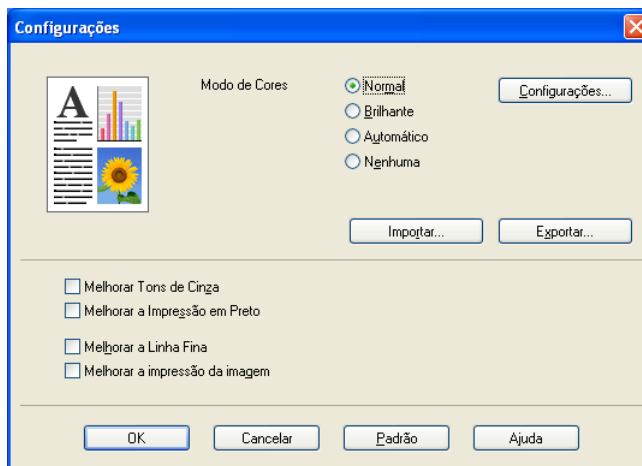 Configurações
A
Modo de Cores
Normal
Configurações...
Brilhante
Automático
Nenhuma
Importar...
Exportar...
Melhorar Tons de Cinza
Melhorar a Impressão em Preto
Melhorar a Linha Fina
Melhorar a impressão da imagem
OK
Cancelar
Padrão
Ajuda